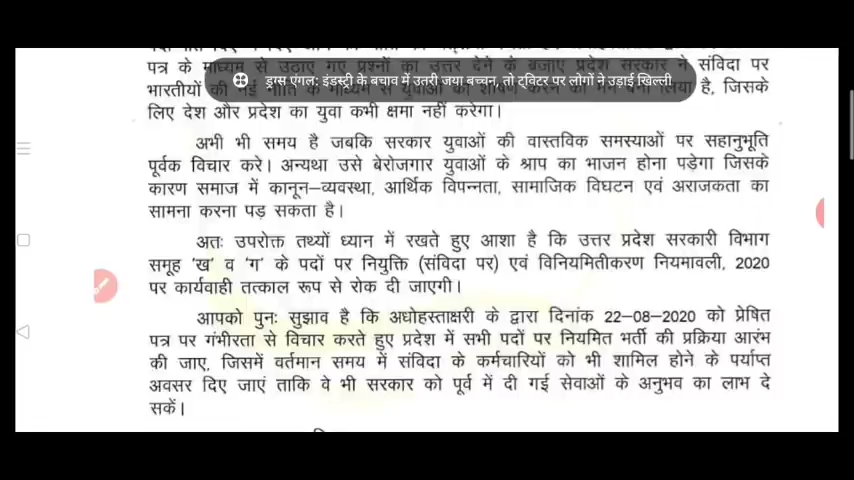 पत्र के माध्यम से उठाए गए प्रश्नों का उत्तर देने के बजाए प्रदेश सरकार ने संविदा पर
ड्रग्स एंगल: इंडस्ट्री के बचाव में उतरी जया बच्चन, तो ट्विटर पर लोगों ने उड़ाई खिल्ली
भारतीयों की नई नीति के माध्यम से युवाओं का शोषण करने का मन बना लिया है, जिसके
लिए देश और प्रदेश का युवा कभी क्षमा नहीं करेगा।
अभी भी समय है जबकि सरकार युवाओं की वास्तविक समस्याओं पर सहानुभूति
पूर्वक विचार करे। अन्यथा उसे बेरोजगार युवाओं के श्राप का भाजन होना पड़ेगा जिसके
कारण समाज में कानून–व्यवस्था, आर्थिक विपन्नता, सामाजिक विघटन एवं अराजकता का
सामना करना पड़ सकता है।
अतः उपरोक्त तथ्यों ध्यान में रखते हुए आशा है कि उत्तर प्रदेश सरकारी विभाग
समूह 'ख' व 'ग' के पदों पर नियुक्ति (संविदा पर) एवं विनियमितीकरण नियमावली, 2020
पर कार्यवाही तत्काल रूप से रोक दी जाएगी।
आपको पुनः सुझाव है कि अधोहस्ताक्षरी के द्वारा दिनांक 22–08–2020 को प्रेषित
पत्र पर गंभीरता से विचार करते हुए प्रदेश में सभी पदों पर नियमित भर्ती की प्रक्रिया आरंभ
की जाए, जिसमें वर्तमान समय में संविदा के कर्मचारियों को भी शामिल होने के पर्याप्त
अवसर दिए जाएं ताकि वे भी सरकार को पूर्व में दी गई सेवाओं के अनुभव का लाभ दे
सकें।